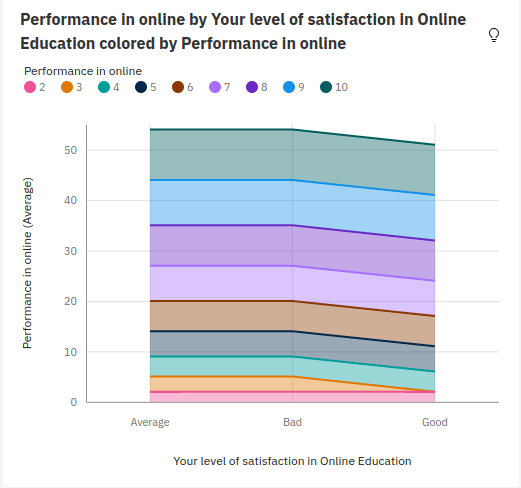 Performance in online by Your level of satisfaction in Online
Education colored by Performance in online
Performance in online
2 3 4 5 6 7 8 9 10
Performance in online (Average)
50
40
30
20
10
0
Average Bad Good
Your level of satisfaction in Online Education